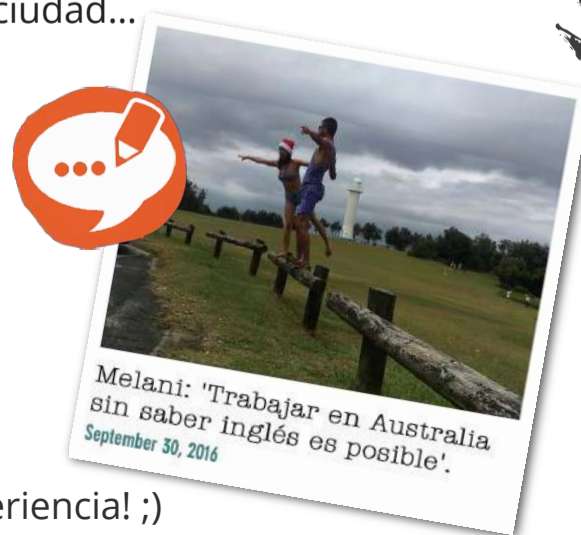 ciudad...
Melani: 'Trabajar en Australia
sin saber inglés es posible'.
September 30, 2016
eriencia! ;)